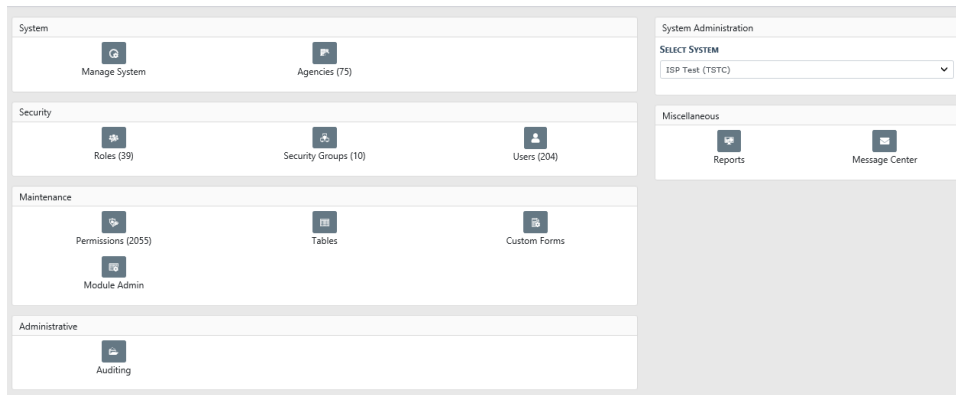 System
Manage System
Agencies (75)
Security
Roles (39)
Security Groups (10)
Users (204)
Maintenance
Permissions (2055)
Tables
Custom Forms
Module Admin
Administrative
Auditing
System Administration
SELECT SYSTEM
ISP Test (TSTC)
Miscellaneous
Reports
Message Center